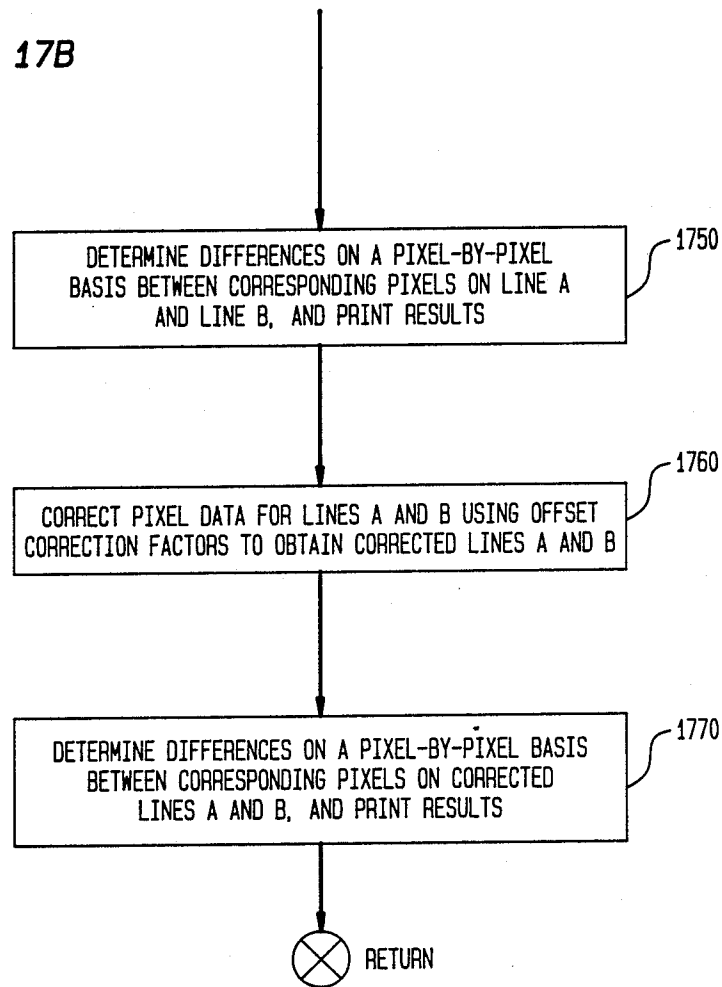 17B
DETERMINE DIFFERENCES ON A PIXEL-BY-PIXEL
BASIS BETWEEN CORRESPONDING PIXELS ON LINE A
AND LINE B, AND PRINT RESULTS
1750
CORRECT PIXEL DATA FOR LINES A AND B USING OFFSET
CORRECTION FACTORS TO OBTAIN CORRECTED LINES A AND B
1760
DETERMINE DIFFERENCES ON A PIXEL-BY-PIXEL BASIS
BETWEEN CORRESPONDING PIXELS ON CORRECTED
LINES A AND B, AND PRINT RESULTS
1770
RETURN